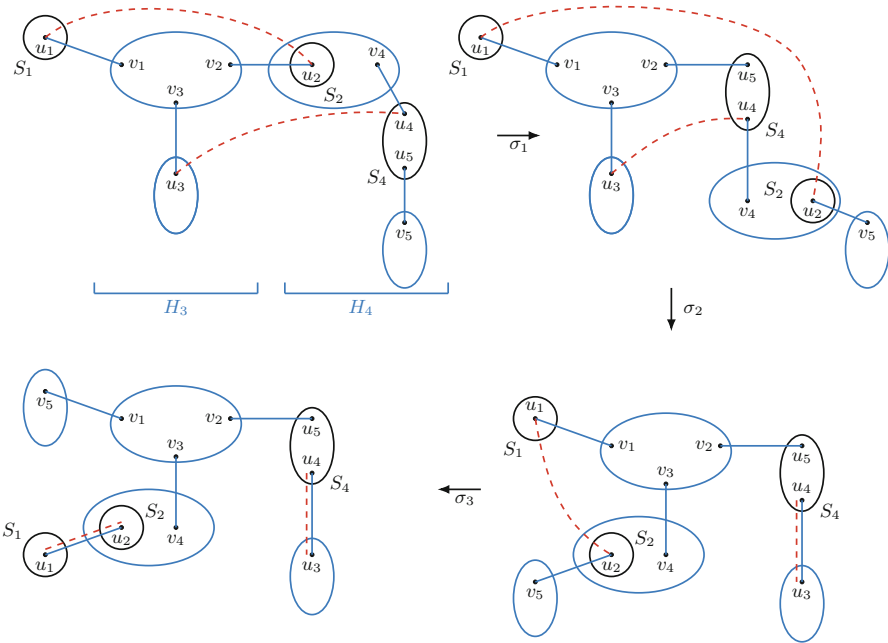 u₁ S₁ v₁ v₂ u₂ S₂ v₄
v₃ u₄
u₃ u₅ S₄
v₅
H₃ H₄
σ₁
u₁ S₁ v₁ v₂ u₅
v₃ u₄ S₄
u₃ S₂
v₄ u₂ v₅
σ₂
v₅ v₁ v₂ u₅
v₃ u₄ S₄
S₁ S₂
u₁ u₂ v₄ u₃
σ₃
u₁ S₁ v₁ v₂ u₅
v₃ u₄ S₄
S₂
u₂ v₄
v₅ u₃